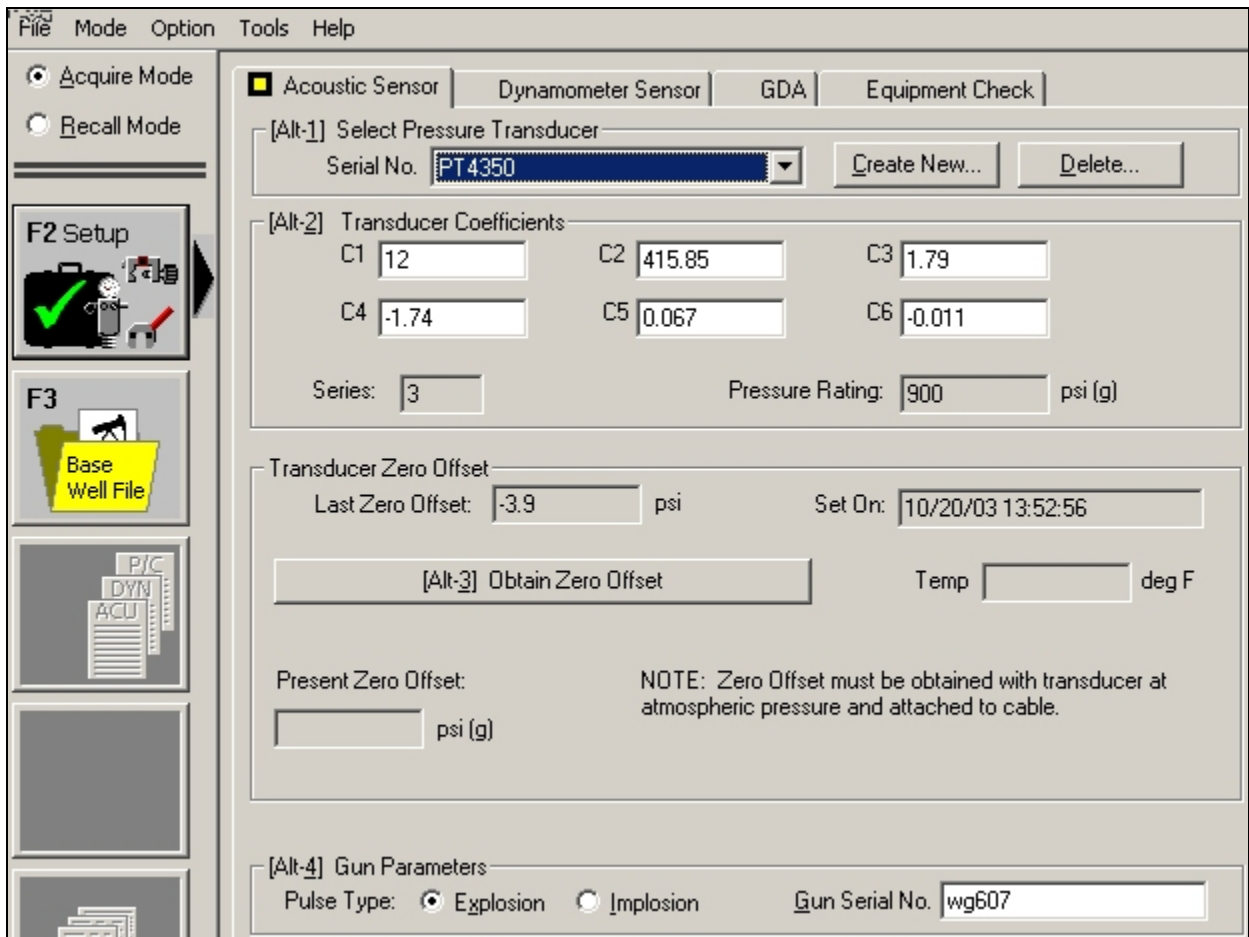 File Mode Option Tools Help
Acquire Mode
Recall Mode
F2 Setup
F3
Base
Well File
P/C
DYN
ACU
Acoustic Sensor Dynamometer Sensor GDA Equipment Check
[Alt-1] Select Pressure Transducer
Serial No. PT4350 Create New... Delete...
[Alt-2] Transducer Coefficients
C1 12 C2 415.85 C3 1.79
C4 -1.74 C5 0.067 C6 -0.011
Series: 3 Pressure Rating: 900 psi (g)
Transducer Zero Offset
Last Zero Offset: -3.9 psi Set On: 10/20/03 13:52:56
[Alt-3] Obtain Zero Offset Temp deg F
Present Zero Offset: NOTE: Zero Offset must be obtained with transducer at
atmospheric pressure and attached to cable.
psi (g)
[Alt-4] Gun Parameters
Pulse Type: Explosion Implosion Gun Serial No. wg607